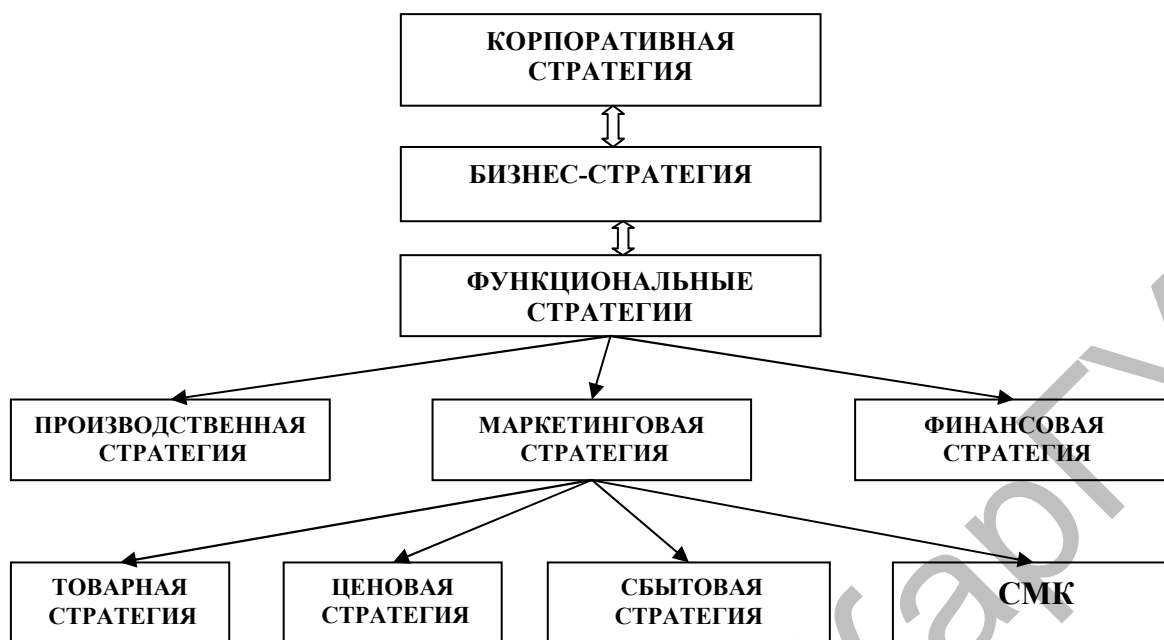 КОРПОРАТИВНАЯ
СТРАТЕГИЯ
БИЗНЕС-СТРАТЕГИЯ
ФУНКЦИОНАЛЬНЫЕ
СТРАТЕГИИ
ПРОИЗВОДСТВЕННАЯ
СТРАТЕГИЯ
МАРКЕТИНГОВАЯ
СТРАТЕГИЯ
ФИНАНСОВАЯ
СТРАТЕГИЯ
ТОВАРНАЯ
СТРАТЕГИЯ
ЦЕНОВАЯ
СТРАТЕГИЯ
СБЫТОВАЯ
СТРАТЕГИЯ
СМК